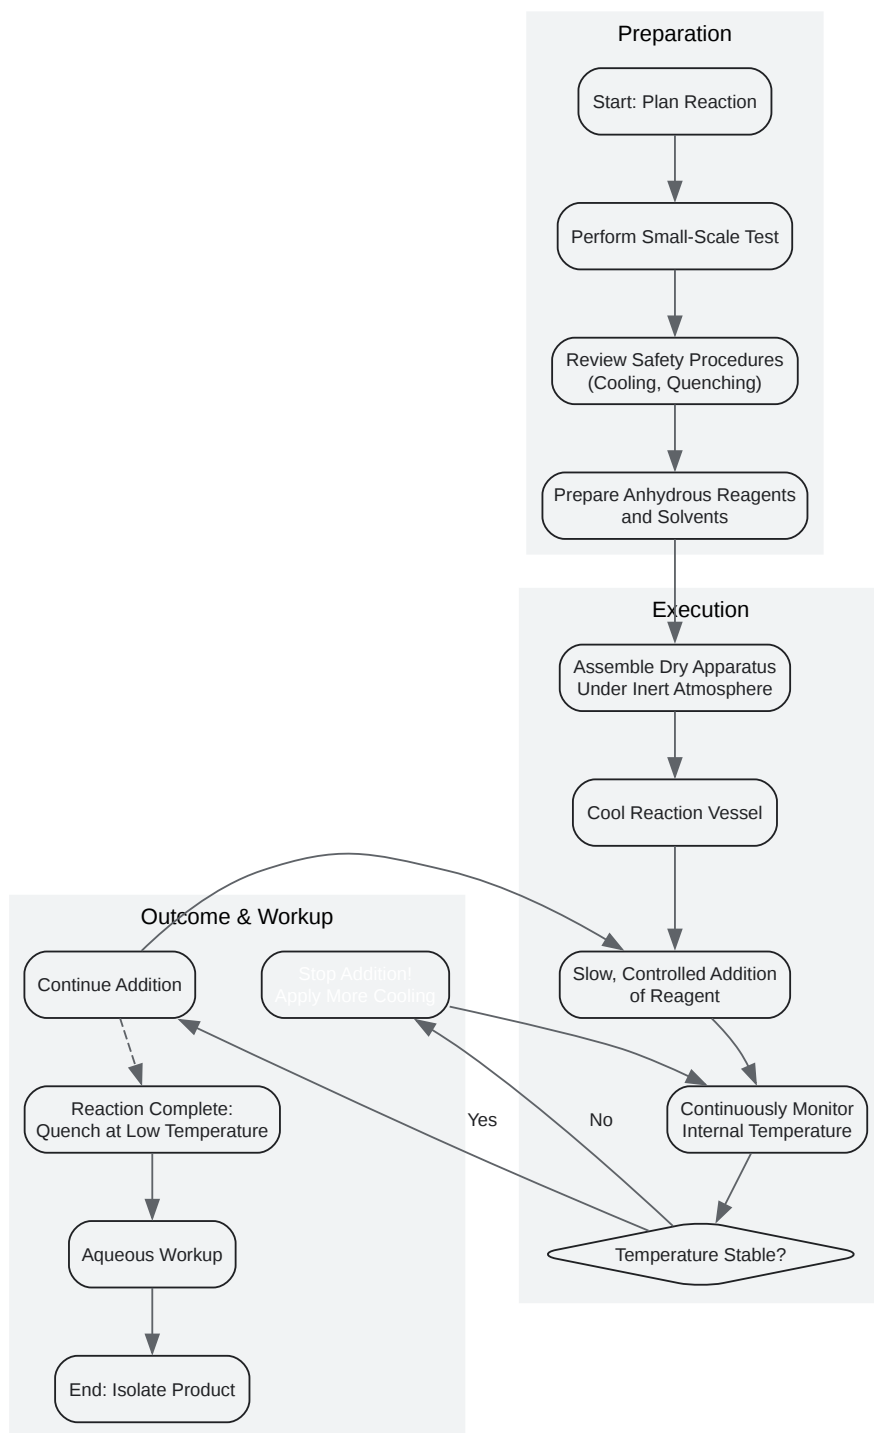 Preparation
Start: Plan Reaction
Perform Small-Scale Test
Review Safety Procedures
(Cooling, Quenching)
Prepare Anhydrous Reagents
and Solvents
Execution
Assemble Dry Apparatus
Under Inert Atmosphere
Cool Reaction Vessel
Outcome & Workup
Continue Addition
Stop Addition!
Apply More Cooling
Slow, Controlled Addition
of Reagent
Reaction Complete:
Quench at Low Temperature
Yes
No
Continuously Monitor
Internal Temperature
Aqueous Workup
Temperature Stable?
End: Isolate Product